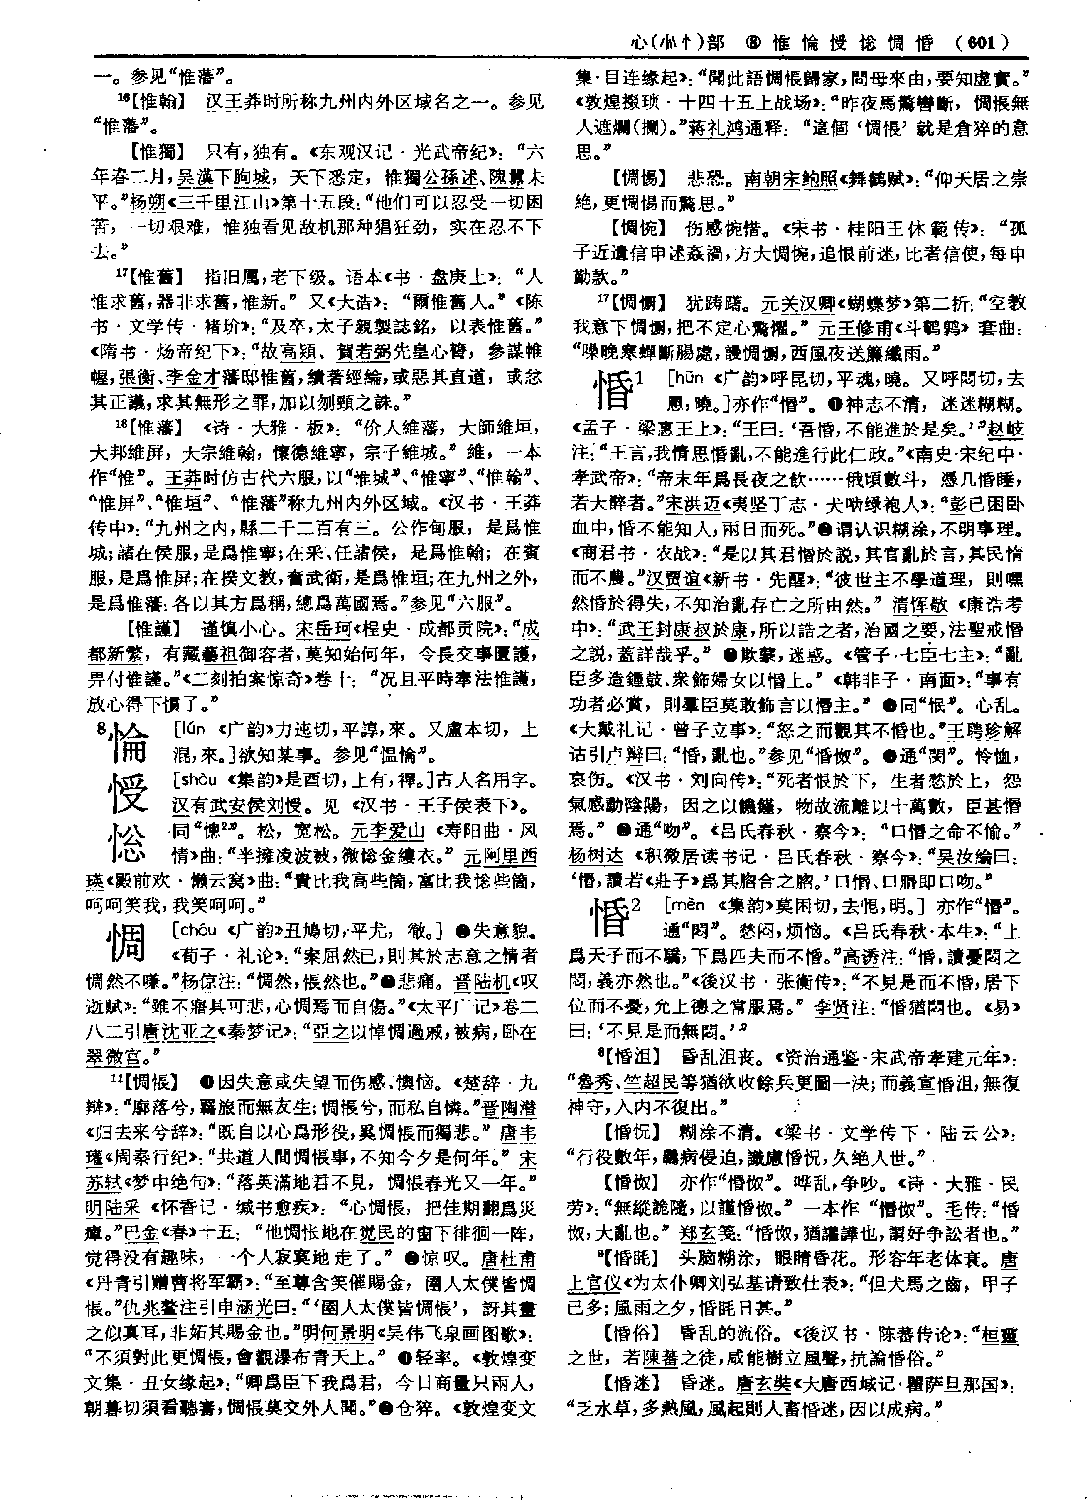 心(㣺忄)部　⑧　惟惀㥅㥖惆惛　(601)
一。参见“惟藩”。
16【惟翰】　汉王莽时所称九州内外区域名之一。参见
“惟藩”。
【惟獨】　只有，独有。《东观汉记·光武帝纪》：“六
年春二月，吴漢下朐城，天下悉定，惟獨公孫述、隗囂未
平。”杨朔《三千里江山》第十五段：“他们可以忍受一切困
苦，一切艰难，惟独看见敌机那种猖狂劲，实在忍不下
去。”
17【惟舊】　指旧属，老下级。语本《书·盘庚上》：“人
惟求舊，器非求舊，惟新。”又《大诰》：“爾惟舊人。”《陈
书·文学传·褚玠》：“及卒，太子親製誌銘，以表惟舊。”
《隋书·炀帝纪下》：“故高熲、賀若弼先皇心膂，參謀帷
幄，張衡、李金才藩邸惟舊，績著經綸，或惡其直道，或忿
其正議，求其無形之罪，加以刎頸之誅。”
18【惟藩】　《诗·大雅·板》：“价人維藩，大師維垣，
大邦維屏，大宗維翰，懷德維寧，宗子維城。”維，一本
作“惟”。王莽时仿古代六服，以“惟城”、“惟寧”、“惟翰”、
“惟屏”、“惟垣”、“惟藩”称九州内外区域。《汉书·王莽
传中》：“九州之内，縣二千二百有三。公作甸服，是爲惟
城；諸在侯服，是爲惟寧；在采、任諸侯，是爲惟翰；在賓
服，是爲惟屏；在揆文教，奮武衛，是爲惟垣；在九州之外，
是爲惟藩：各以其方爲稱，總爲萬國焉。”参见“六服”。
【惟謹】　谨慎小心。宋岳珂《桯史·成都贡院》：“成
都新繁，有藏藝祖御容者，莫知始何年，令長交事匱護，
畀付惟謹。”《二刻拍案惊奇》卷十：“况且平時奉法惟謹，
放心得下慣了。”
8惀　[lún　《广韵》力迍切，平諄，來。又盧本切，上
混，來。]欲知某事。参见“愠惀”。
㥅　[shòu　《集韵》是酉切，上有，禪。]古人名用字。
汉有武安侯刘㥅。见《汉书·王子侯表下》。
㥖　同“憁²”。松，宽松。元李爱山《寿阳曲·风
情》曲：“半擁凌波被，微㥖金縷衣。”元阿里西
瑛《殿前欢·懒云窝》曲：“貴比我高些箇，富比我㥖些箇，
呵呵笑我，我笑呵呵。”
惆　[chóu　《广韵》丑鳩切，平尤，徹。]　❶失意貌。
《荀子·礼论》：“案屈然已，則其於志意之情者
惆然不嗛。”杨倞注：“惆然，悵然也。”❷悲痛。晋陆机《叹
逝赋》：“雖不寤其可悲，心惆焉而自傷。”《太平广记》卷二
八二引唐沈亚之《秦梦记》：“亞之以悼惆過戚，被病，卧在
翠微宫。”
11【惆悵】　❶因失意或失望而伤感、懊恼。《楚辞·九
辩》：“廓落兮，羇旅而無友生；惆悵兮，而私自憐。”晋陶潜
《归去来兮辞》：“既自以心爲形役，奚惆悵而獨悲。”唐韦
瓘《周秦行纪》：“共道人間惆悵事，不知今夕是何年。”宋
苏轼《梦中绝句》：“落英滿地君不見，惆悵春光又一年。”
明陆采《怀香记·缄书愈疾》：“心惆悵，把佳期翻爲災
瘴。”巴金《春》十五：“他惆怅地在觉民的窗下徘徊一阵，
觉得没有趣味，一个人寂寞地走了。”❷惊叹。唐杜甫
《丹青引赠曹将军霸》：“至尊含笑催賜金，圉人太僕皆惆
悵。”仇兆鳌注引申涵光曰：“‘圉人太僕皆惆悵’，訝其畫
之似真耳，非妬其賜金也。”明何景明《吴伟飞泉画图歌》：
“不須對此更惆悵，會觀瀑布青天上。”❸轻率。《敦煌变
文集·丑女缘起》：“卿爲臣下我爲君，今日商量只兩人，
朝暮切須看聽審，惆悵莫交外人聞。”❹仓猝。《敦煌变文
集·目连缘起》：“聞此語惆悵歸家，問母來由，要知虚實。”
《敦煌掇琐·十四十五上战场》：“昨夜馬驚轡斷，惆悵無
人遮爛(攔)。”蒋礼鸿通释：“這個‘惆悵’就是倉猝的意
思。”
【惆惕】　悲恐。南朝宋鲍照《舞鹤赋》：“仰天居之崇
絶，更惆惕而驚思。”
【惆惋】　伤感惋惜。《宋书·桂阳王休範传》：“孤
子近遺信申述姦渦，方大惆惋，追恨前迷，比者信使，每申
勤款。”
17【惆㦬】　犹踌躇。元关汉卿《蝴蝶梦》第二折：“空教
我意下惆㦬，把不定心驚懼。”元王修甫《斗鹌鹑》套曲：
“噪晚寒蟬斷腸處，謾惆㦬，西風夜送簾纖雨。”
惛1　[hūn　《广韵》呼昆切，平魂，曉。又呼悶切，去
慁，曉。]亦作“惽”。❶神志不清，迷迷糊糊。
《孟子·梁惠王上》：“王曰：‘吾惛，不能進於是矣。’”赵岐
注：“王言，我情思惛亂，不能進行此仁政。”《南史·宋纪中·
孝武帝》：“帝末年爲長夜之飲……俄頃數斗，憑几惛睡，
若大醉者。”宋洪迈《夷坚丁志·犬啮绿袍人》：“彭已困卧
血中，惛不能知人，兩日而死。”❷谓认识糊涂，不明事理。
《商君书·农战》：“是以其君惛於説，其官亂於言，其民惰
而不農。”汉贾谊《新书·先醒》：“彼世主不學道理，則嘿
然惛於得失，不知治亂存亡之所由然。”清恽敬《康诰考
中》：“武王封康叔於康，所以誥之者，治國之要，法聖戒惛
之説，蓋詳哉乎。”　❸欺蒙，迷惑。《管子·七臣七主》：“亂
臣多造鍾鼓、衆飾婦女以惛上。”《韩非子·南面》：“事有
功者必賞，則羣臣莫敢飾言以惛主。”　❹同“㤯”。心乱。
《大戴礼记·曾子立事》：“怒之而觀其不惛也。”王聘珍解
诂引卢辩曰：“惛，亂也。”参见“惛怓”。❺通“閔”。怜恤，
哀伤。《汉书·刘向传》：“死者恨於下，生者愁於上，怨
氣感動陰陽，因之以饑饉，物故流離以十萬數，臣甚惛
焉。”　❻通“吻”。《吕氏春秋·察今》：“口惛之命不愉。”
杨树达《积微居读书记·吕氏春秋·察今》：“吴汝綸曰：
‘惛，讀若《莊子》爲其脗合之脗。’口惛、口脗即口吻。”
惛2　[mèn　《集韵》莫困切，去恨，明。]　亦作“惽”。
通“悶”。愁闷，烦恼。《吕氏春秋·本生》：“上
爲天子而不驕，下爲匹夫而不惛。”高诱注：“惛，讀憂悶之
悶，義亦然也。”《後汉书·张衡传》：“不見是而不惛，居下
位而不憂，允上德之常服焉。”　李贤注：“惛猶悶也。《易》
曰：‘不見是而無悶。’”
8【惛沮】　昏乱沮丧。《资治通鉴·宋武帝孝建元年》：
“魯秀、竺超民等猶欲收餘兵更圖一决；而義宣惛沮，無復
神守，入内不復出。”
【惛怳】　糊涂不清。《梁书·文学传下·陆云公》：
“行役數年，羈病侵迫，識慮惛怳，久絶人世。”
【惛怓】　亦作“惽怓”。哗乱，争吵。《诗·大雅·民
劳》：“無縱詭隨，以謹惛怓。”一本作“惽怓”。毛传：“惛
怓，大亂也。”　郑玄笺：“惛怓，猶讙譁也，謂好争訟者也。”
9【惛眊】　头脑糊涂，眼睛昏花。形容年老体衰。唐
上官仪《为太仆卿刘弘基请致仕表》：“但犬馬之齒，甲子
已多；風雨之夕，惛眊日甚。”
【惛俗】　昏乱的流俗。《後汉书·陈蕃传论》：“桓靈
之世，若陳蕃之徒，咸能樹立風聲，抗論惛俗。”
【惛迷】　昏迷。唐玄奘《大唐西域记·瞿萨旦那国》：
“乏水草，多熱風，風起則人畜惛迷，因以成病。”